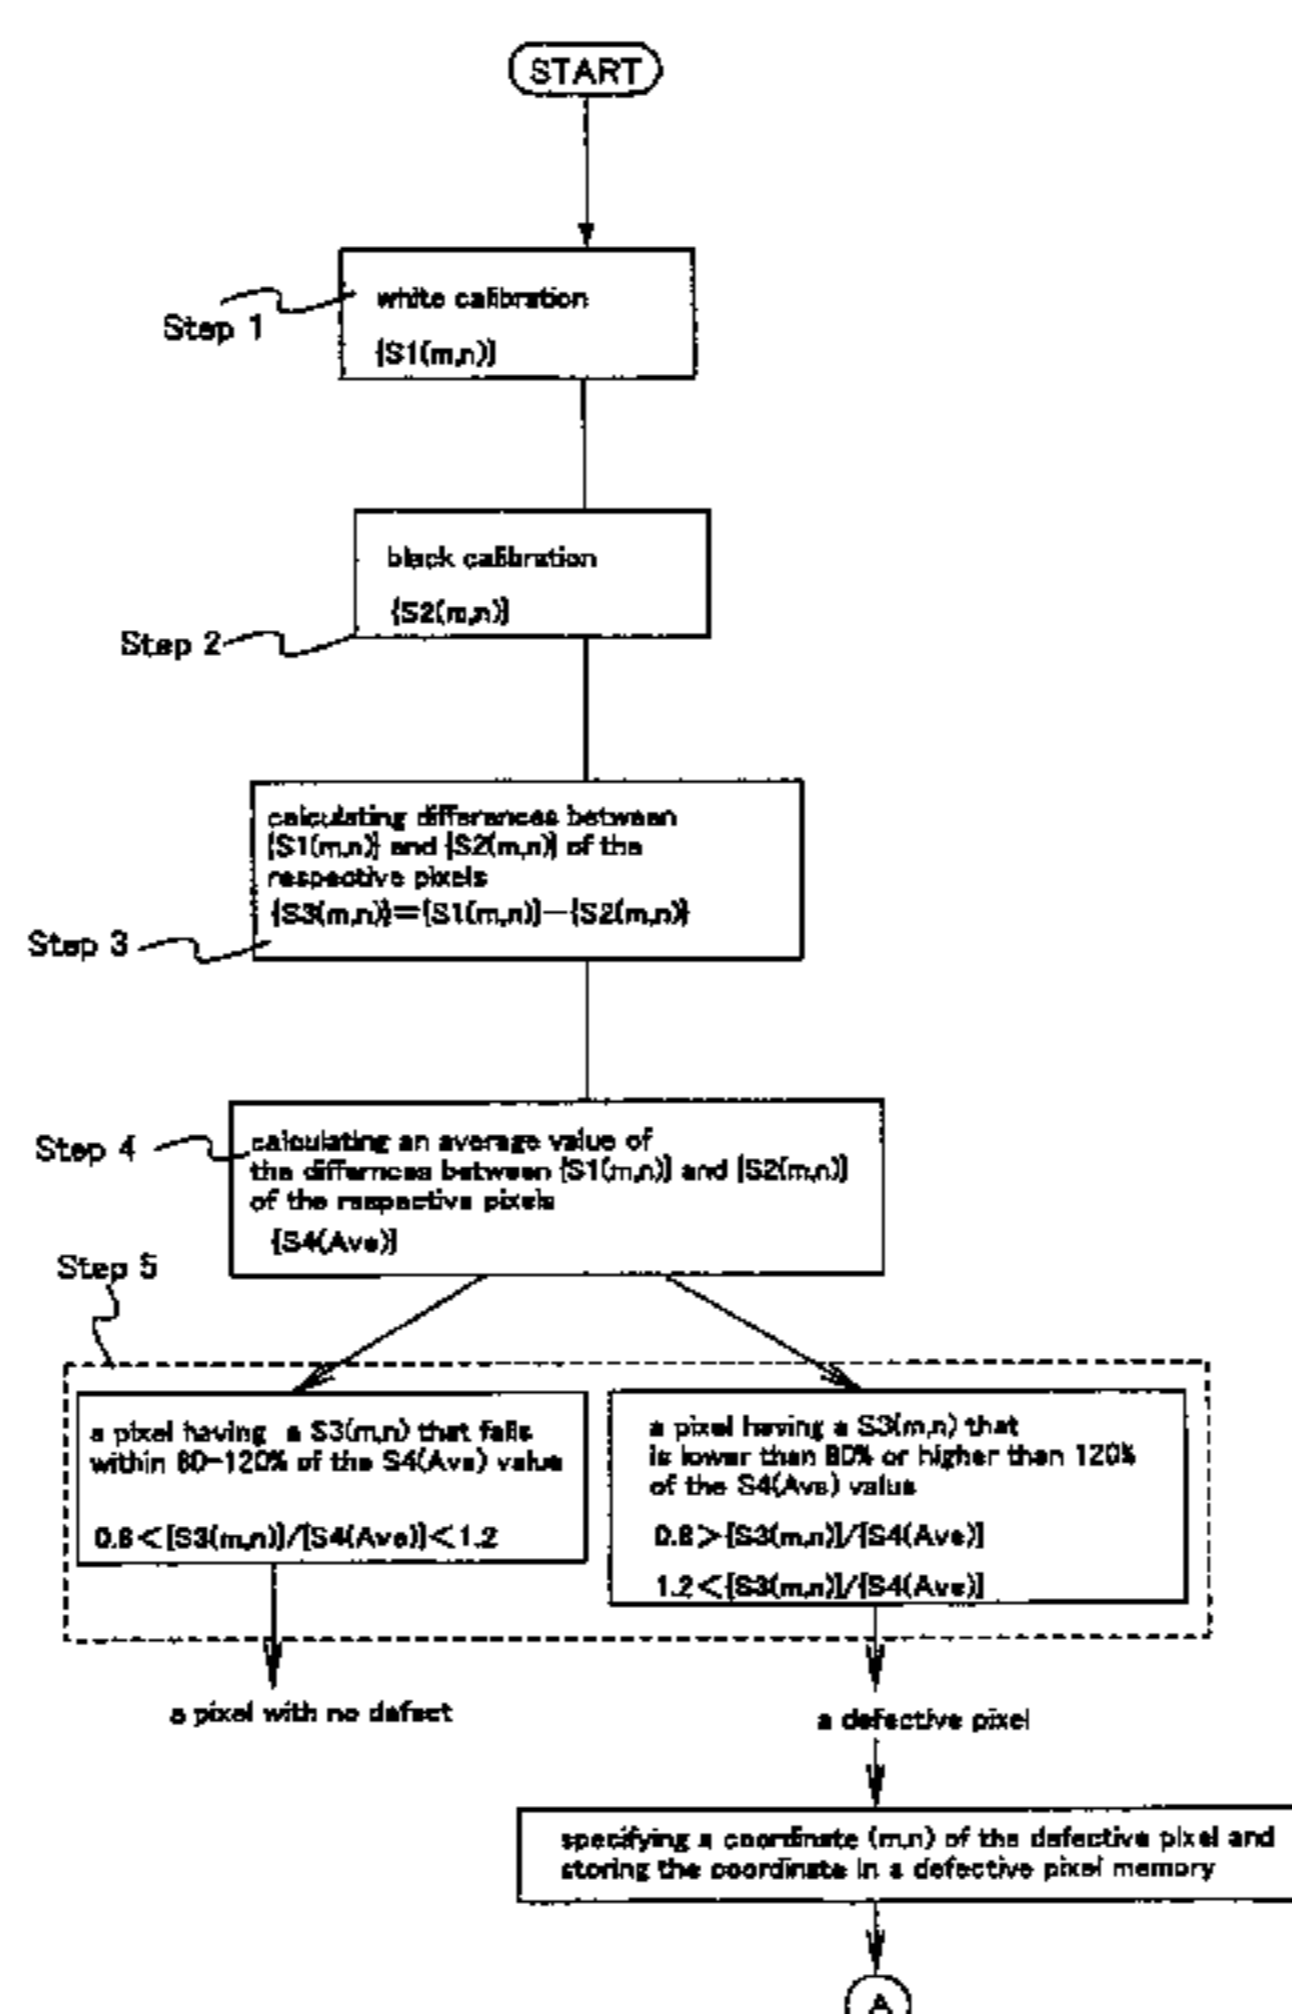 START
white calibration
{S1(m,n)}
Step 1
black calibration
{S2(m,n)}
Step 2
calculating differences between
{S1(m,n)} and {S2(m,n)} of the
respective pixels
{S3(m,n)}={S1(m,n)}-{S2(m,n)}
Step 3
Step 4
calculating an average value of
the differnces between {S1(m,n)} and {S2(m,n)}
of the respective pixels
{S4(Ave)}
Step 5
a pixel having a S3(m,n) that falls
within 80-120% of the S4(Ave) value
0.8<{S3(m,n)}/{S4(Ave)}<1.2
a pixel having a S3(m,n) that
is lower than 80% or higher than 120%
of the S4(Ave) value
0.8>{S3(m,n)}/{S4(Ave)}
1.2<{S3(m,n)}/{S4(Ave)}
a pixel with no defect
a defective pixel
specifying a coordinate (m,n) of the defective pixel and
storing the coordinate in a defective pixel memory
A